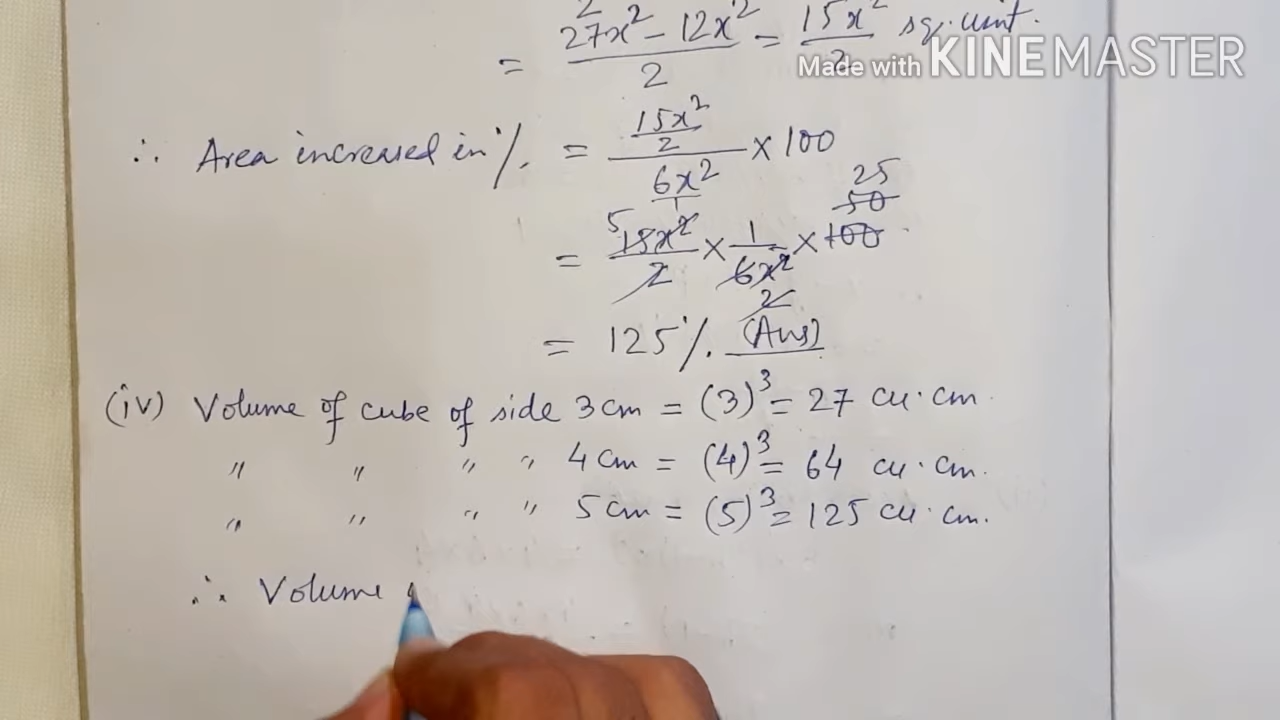 2
27x² - 12x² / 2 = 15x² / 2 sq. unit.
Made with KINEMASTER
∴ Area increased in % = (15x² / 2) / (6x² / 1) × 100
= 5 15x² / 2 × 1 / 6x² 2 × 100 50 25
= 125%. (Ans)
(iv) Volume of cube of side 3 cm = (3)³ = 27 cu. cm.
" " " " 4 cm = (4)³ = 64 cu. cm.
" " " " 5 cm = (5)³ = 125 cu. cm.
∴ Volume